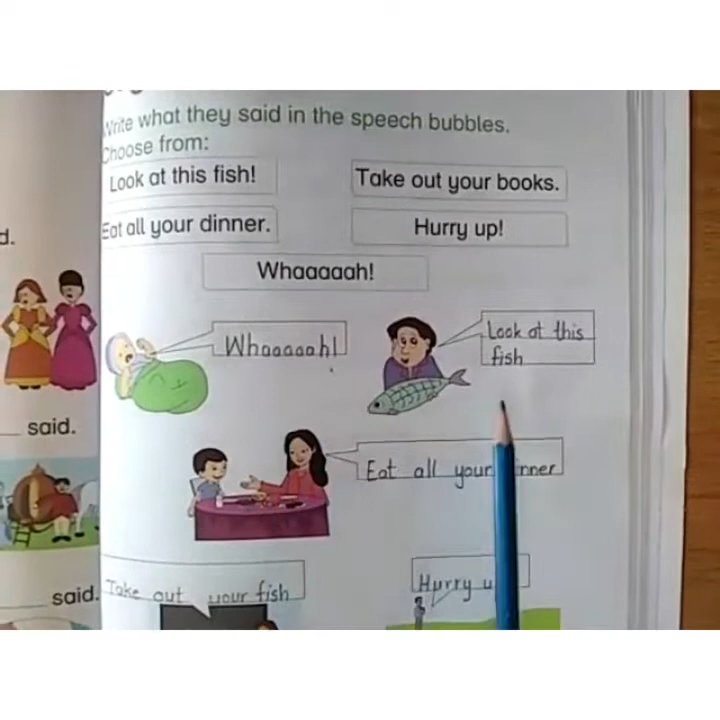 Write what they said in the speech bubbles.
Choose from:
Look at this fish!
Take out your books.
Eat all your dinner.
Hurry up!
Whaaaaah!
Whaaaaah!
Look at this
fish
Eat all your inner
Take out your fish
Hurry u
d.
said.
said.